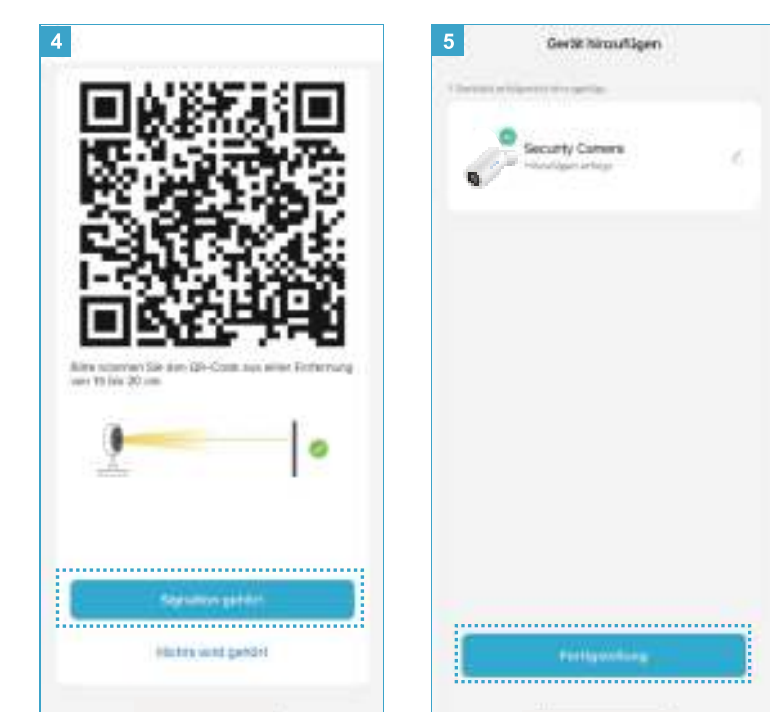 4
Bitte scannen Sie den QR-Code aus einer Entfernung
von 15 bis 20 cm
Signalton gehört
Nichts wird gehört
5
Gerät hinzufügen
Security Camera
Hinzufügen
Fertigstellung